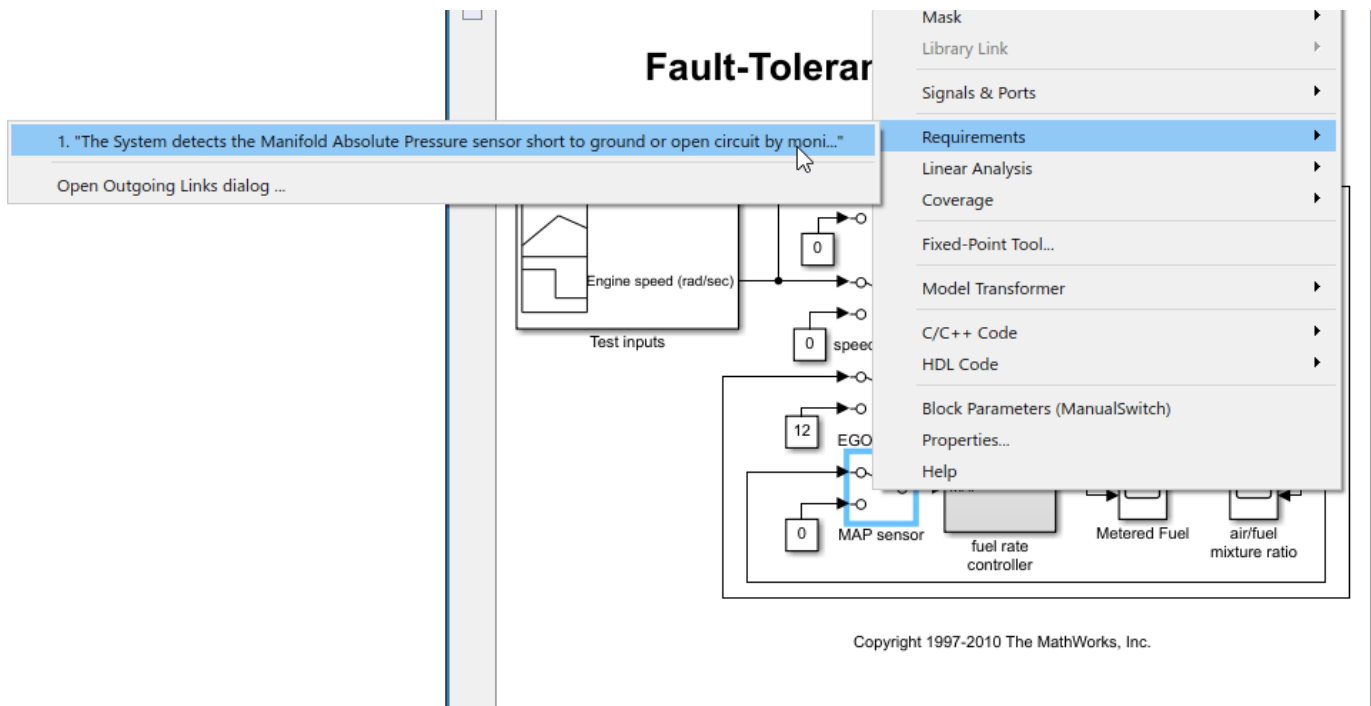 Mask
Library Link
Fault-Toleran
Signals & Ports
1. "The System detects the Manifold Absolute Pressure sensor short to ground or open circuit by moni..."
Requirements
Linear Analysis
Open Outgoing Links dialog ...
Coverage
0
Fixed-Point Tool...
Engine speed (rad/sec)
Model Transformer
Test inputs
0
speed
C/C++ Code
HDL Code
Block Parameters (ManualSwitch)
12
EGO
Properties...
Help
0
MAP sensor
fuel rate
controller
Metered Fuel
air/fuel
mixture ratio
Copyright 1997-2010 The MathWorks, Inc.